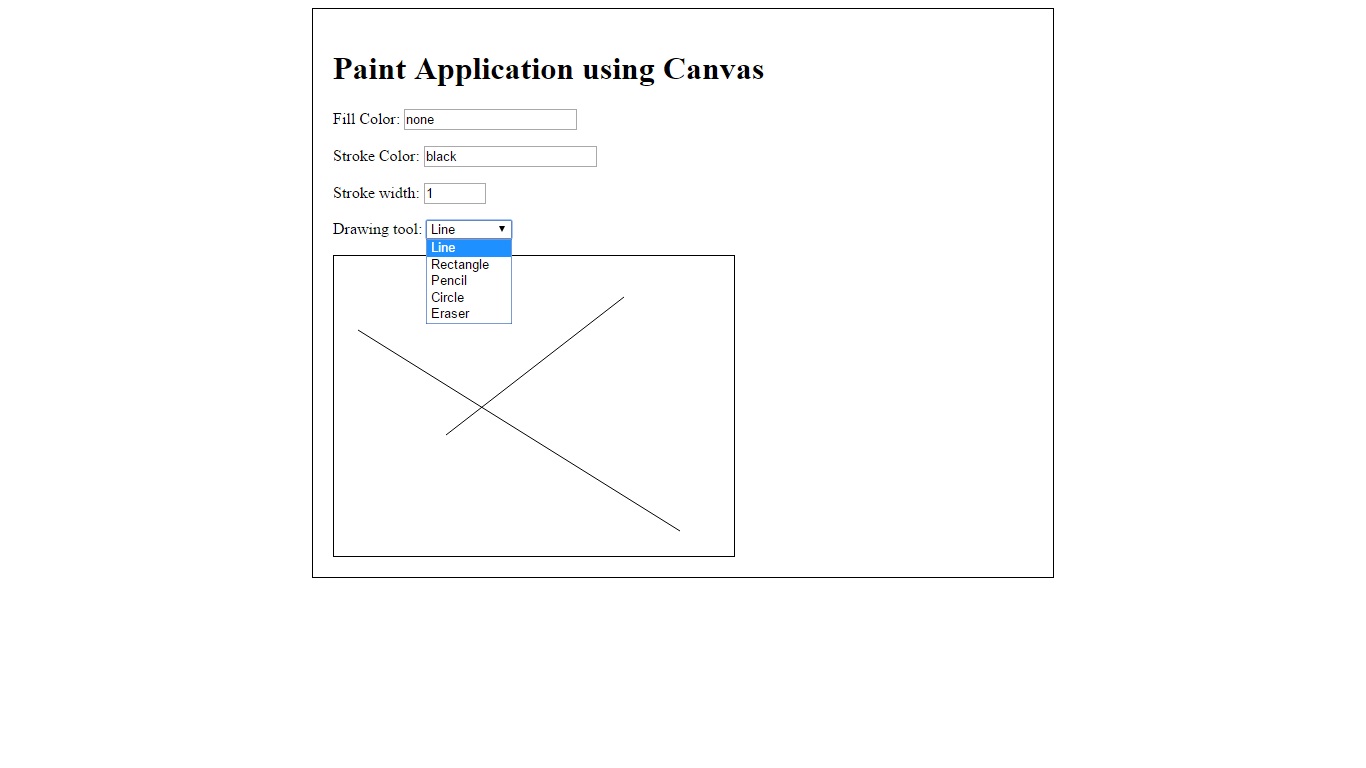 Paint Application using Canvas
Fill Color: none
Stroke Color: black
Stroke width: 1
Drawing tool: Line ▼
Line
Rectangle
Pencil
Circle
Eraser